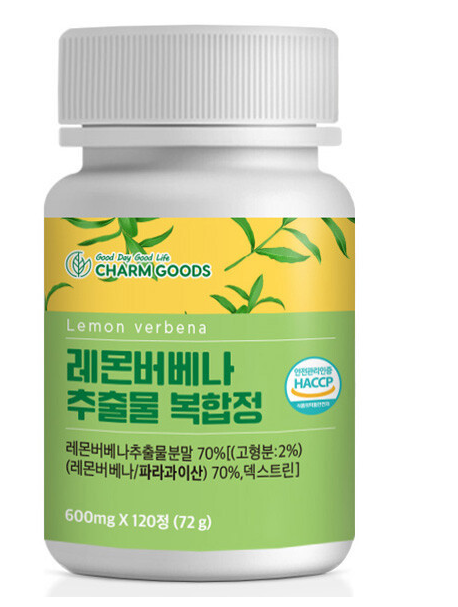 Good Day Good Life
CHARM GOODS
Lemon verbena
레몬버베나
추출물 복합정
안전관리인증
HACCP
레몬버베나추출물분말 70%[(고형분:2%)
(레몬버베나/파라과이산) 70%,덱스트린]
600mg X 120정 (72 g)